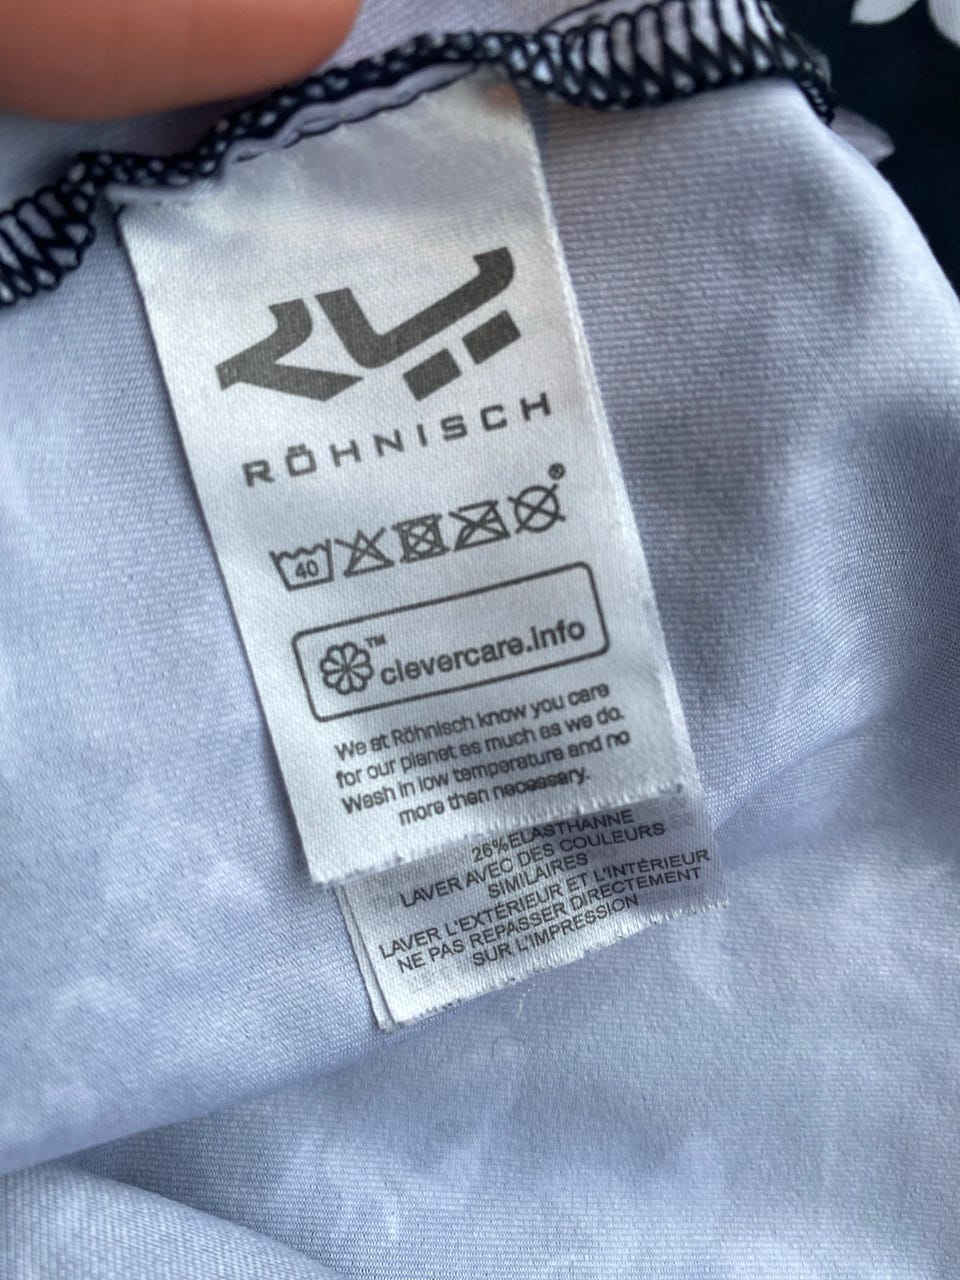 RÖHNISCH
®
40
™
clevercare.info
We at Röhnisch know you care
for our planet as much as we do.
Wash in low temperature and no
more than necessary.
26%ELASTHANNE
LAVER AVEC DES COULEURS
SIMILAIRES
LAVER L'EXTÉRIEUR ET L'INTÉRIEUR
NE PAS REPASSER DIRECTEMENT
SUR L'IMPRESSION